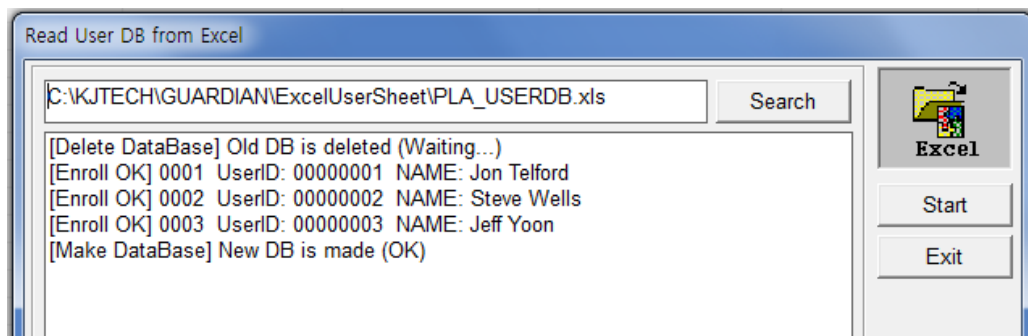 Read User DB from Excel
C:\KJTECH\GUARDIAN\ExcelUserSheet\PLA_USERDB.xls
Search
[Delete DataBase] Old DB is deleted (Waiting...)
[Enroll OK] 0001 UserID: 00000001 NAME: Jon Telford
[Enroll OK] 0002 UserID: 00000002 NAME: Steve Wells
[Enroll OK] 0003 UserID: 00000003 NAME: Jeff Yoon
[Make DataBase] New DB is made (OK)
Excel
Start
Exit